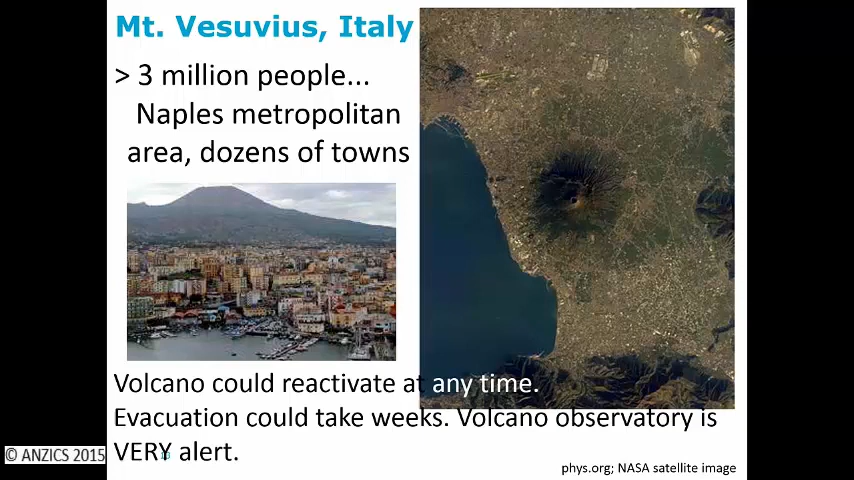 Mt. Vesuvius, Italy
> 3 million people...
Naples metropolitan
area, dozens of towns
Volcano could reactivate at any time.
Evacuation could take weeks. Volcano observatory is
VERY alert.
phys.org; NASA satellite image
© ANZICS 2015